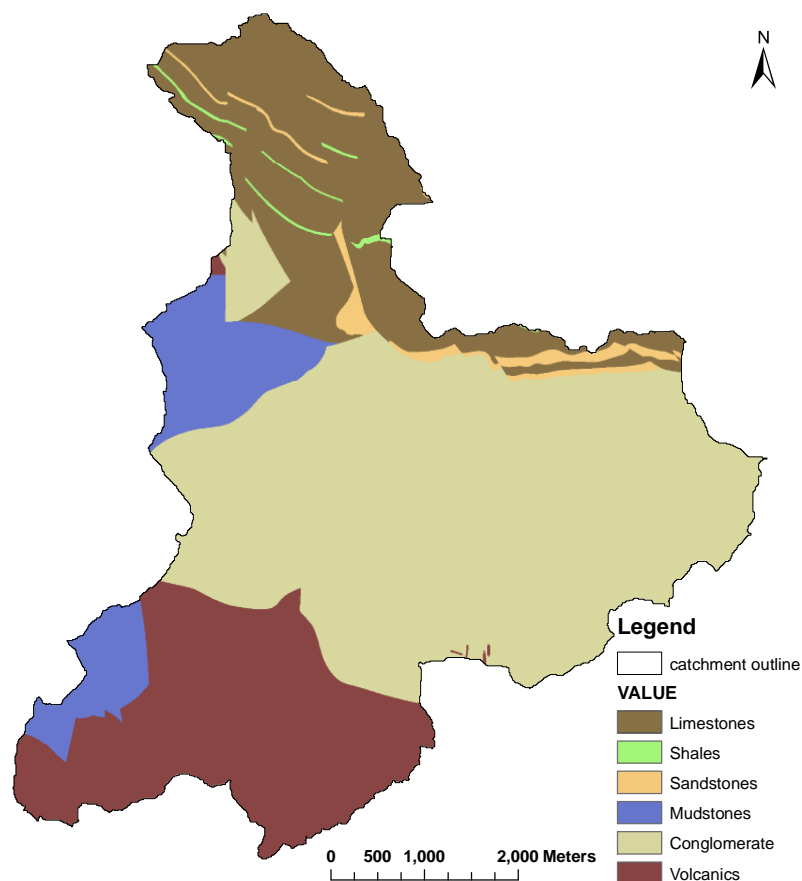 N
Legend
catchment outline
VALUE
Limestones
Shales
Sandstones
Mudstones
Conglomerate
Volcanics
0 500 1,000 2,000 Meters